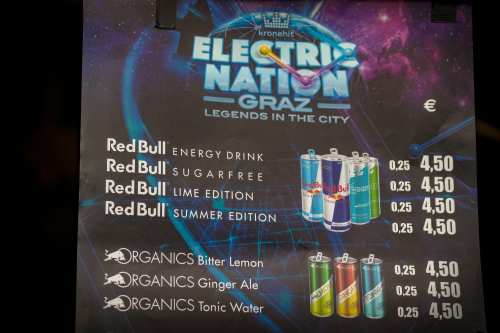 kronehit
ELECTRIC
NATION
GRAZ
LEGENDS IN THE CITY
€
Red Bull ENERGY DRINK 0,25 4,50
Red Bull SUGARFREE 0,25 4,50
Red Bull LIME EDITION 0,25 4,50
Red Bull SUMMER EDITION 0,25 4,50
ORGANICS Bitter Lemon 0,25 4,50
ORGANICS Ginger Ale 0,25 4,50
ORGANICS Tonic Water 0,25 4,50